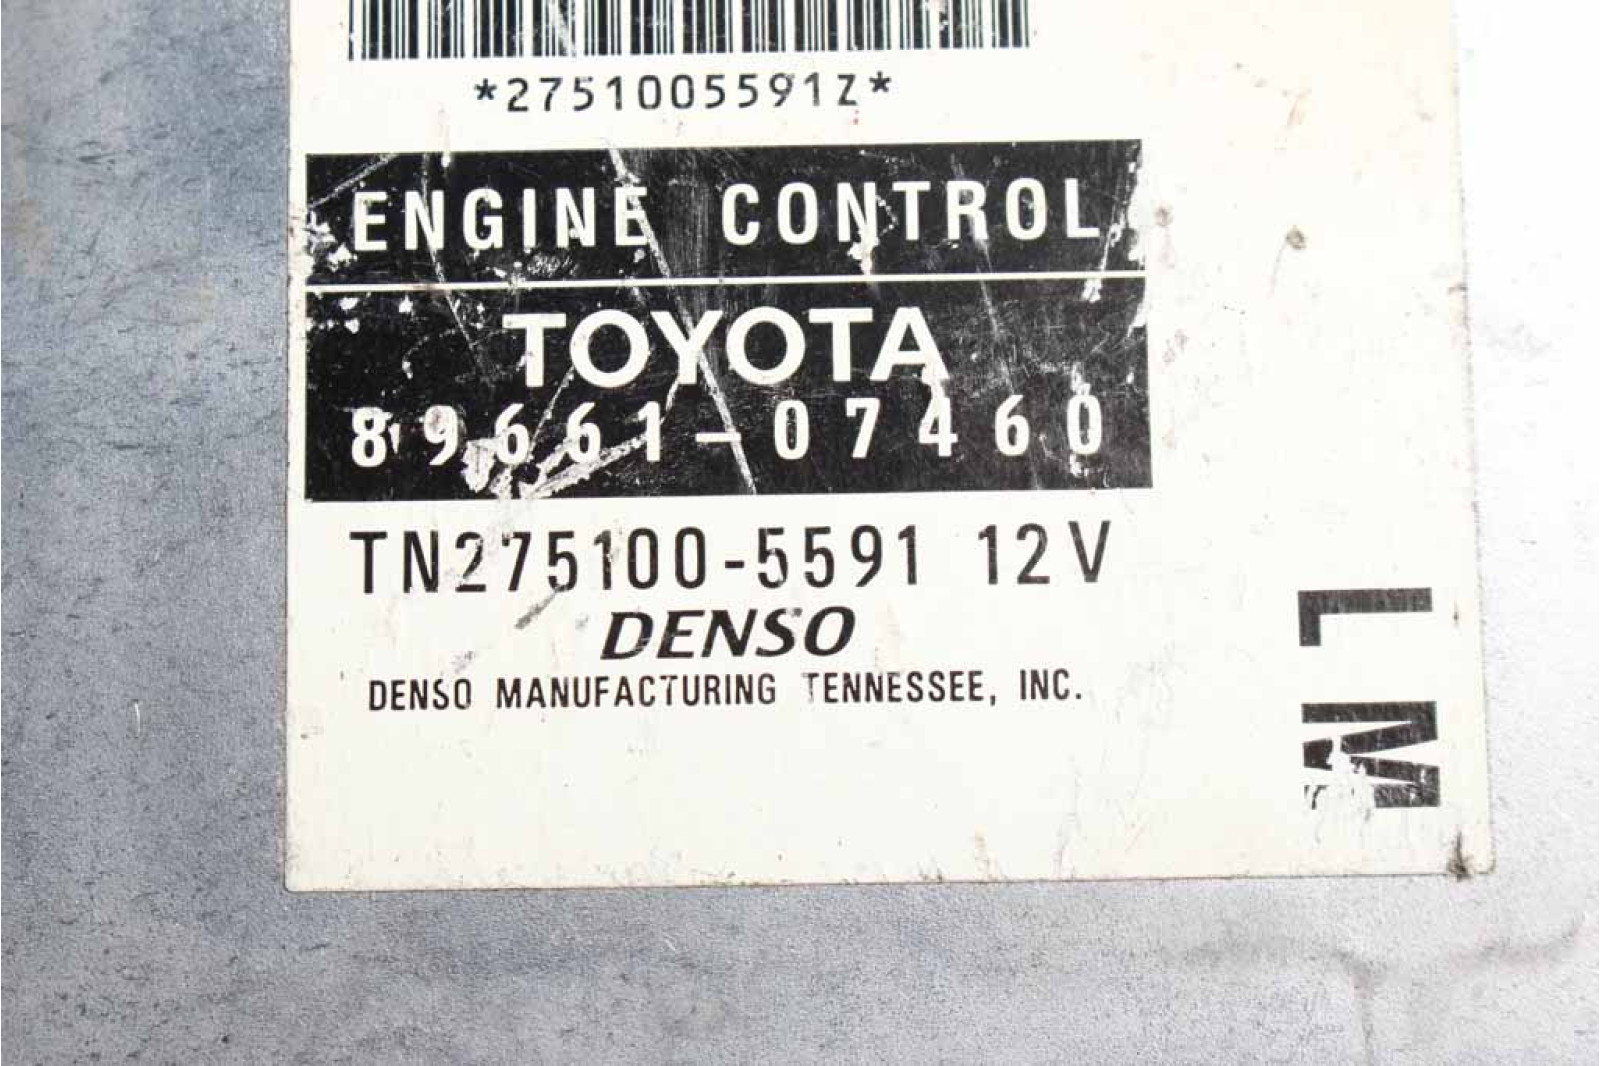 *2751005591Z*
ENGINE CONTROL
TOYOTA
89661-07460
TN275100-5591 12V
DENSO
DENSO MANUFACTURING TENNESSEE, INC.
LM